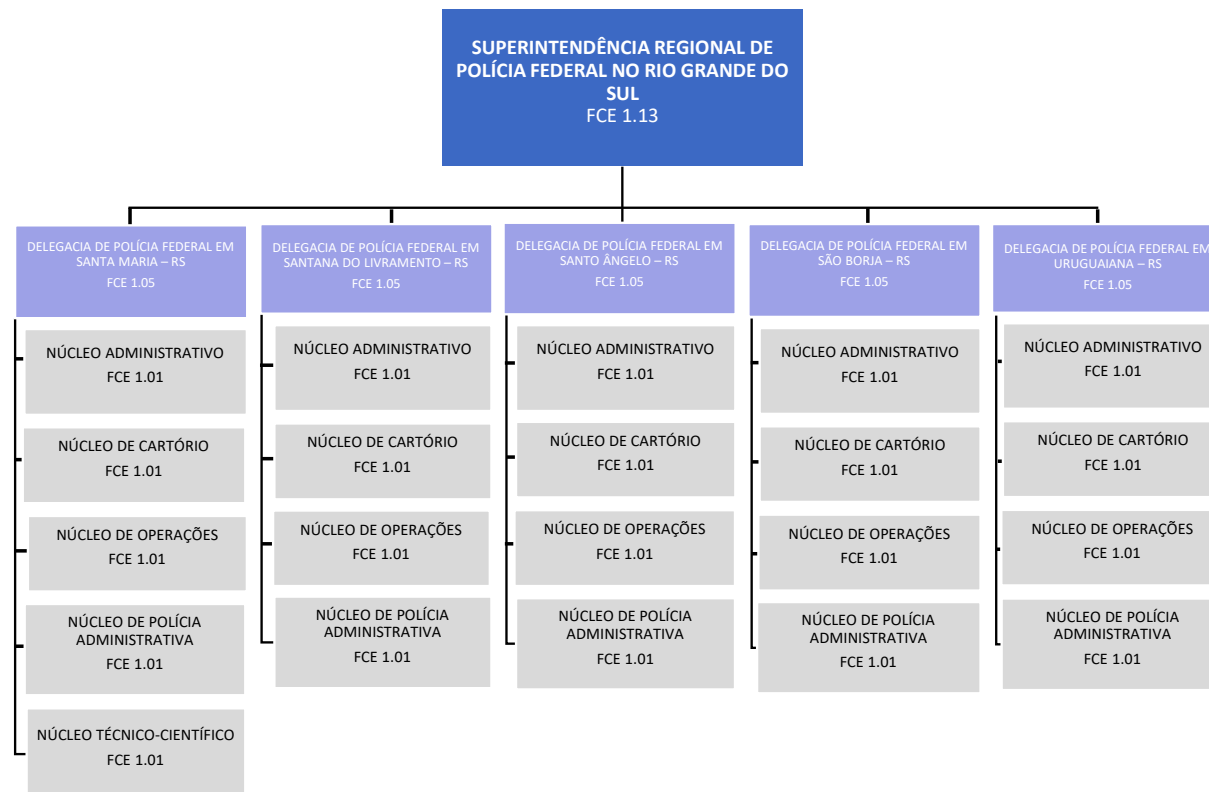 SUPERINTENDÊNCIA REGIONAL DE
POLÍCIA FEDERAL NO RIO GRANDE DO
SUL
FCE 1.13
DELEGACIA DE POLÍCIA FEDERAL EM
SANTA MARIA – RS
FCE 1.05
NÚCLEO ADMINISTRATIVO
FCE 1.01
NÚCLEO DE CARTÓRIO
FCE 1.01
NÚCLEO DE OPERAÇÕES
FCE 1.01
NÚCLEO DE POLÍCIA
ADMINISTRATIVA
FCE 1.01
NÚCLEO TÉCNICO-CIENTÍFICO
FCE 1.01
DELEGACIA DE POLÍCIA FEDERAL EM
SANTANA DO LIVRAMENTO – RS
FCE 1.05
NÚCLEO ADMINISTRATIVO
FCE 1.01
NÚCLEO DE CARTÓRIO
FCE 1.01
NÚCLEO DE OPERAÇÕES
FCE 1.01
NÚCLEO DE POLÍCIA
ADMINISTRATIVA
FCE 1.01
DELEGACIA DE POLÍCIA FEDERAL EM
SANTO ÂNGELO – RS
FCE 1.05
NÚCLEO ADMINISTRATIVO
FCE 1.01
NÚCLEO DE CARTÓRIO
FCE 1.01
NÚCLEO DE OPERAÇÕES
FCE 1.01
NÚCLEO DE POLÍCIA
ADMINISTRATIVA
FCE 1.01
DELEGACIA DE POLÍCIA FEDERAL EM
SÃO BORJA – RS
FCE 1.05
NÚCLEO ADMINISTRATIVO
FCE 1.01
NÚCLEO DE CARTÓRIO
FCE 1.01
NÚCLEO DE OPERAÇÕES
FCE 1.01
NÚCLEO DE POLÍCIA
ADMINISTRATIVA
FCE 1.01
DELEGACIA DE POLÍCIA FEDERAL EM
URUGUAIANA – RS
FCE 1.05
NÚCLEO ADMINISTRATIVO
FCE 1.01
NÚCLEO DE CARTÓRIO
FCE 1.01
NÚCLEO DE OPERAÇÕES
FCE 1.01
NÚCLEO DE POLÍCIA
ADMINISTRATIVA
FCE 1.01